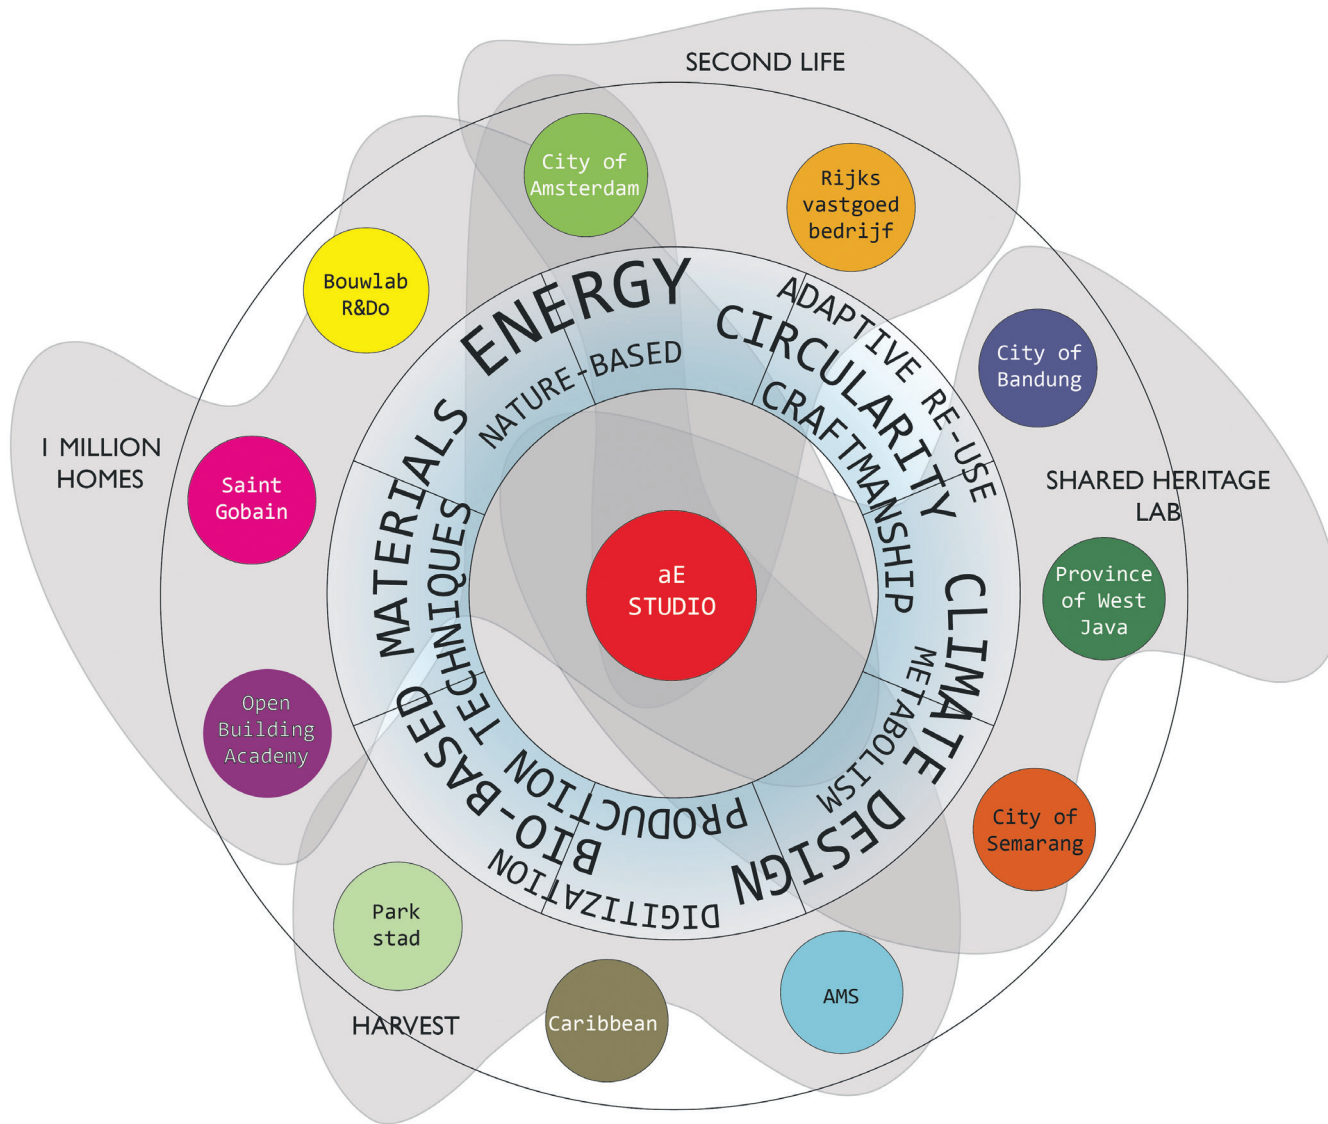 SECOND LIFE
City of
Amsterdam
Rijks
vastgoed
bedrijf
Bouwlab
R&Do
City of
Bandung
1 MILLION
HOMES
Saint
Gobain
SHARED HERITAGE
LAB
Province
of West
Java
Open
Building
Academy
City of
Semarang
Park
stad
HARVEST
Caribbean
AMS
ENERGY
NATURE-BASED
ADAPTIVE RE-USE
CIRCULARITY
CRAFTMANSHIP
CLIMATE DESIGN
METABOLISM
BIO-BASED MATERIALS
PRODUCTION TECHNIQUES
DIGITIZATION
aE
STUDIO